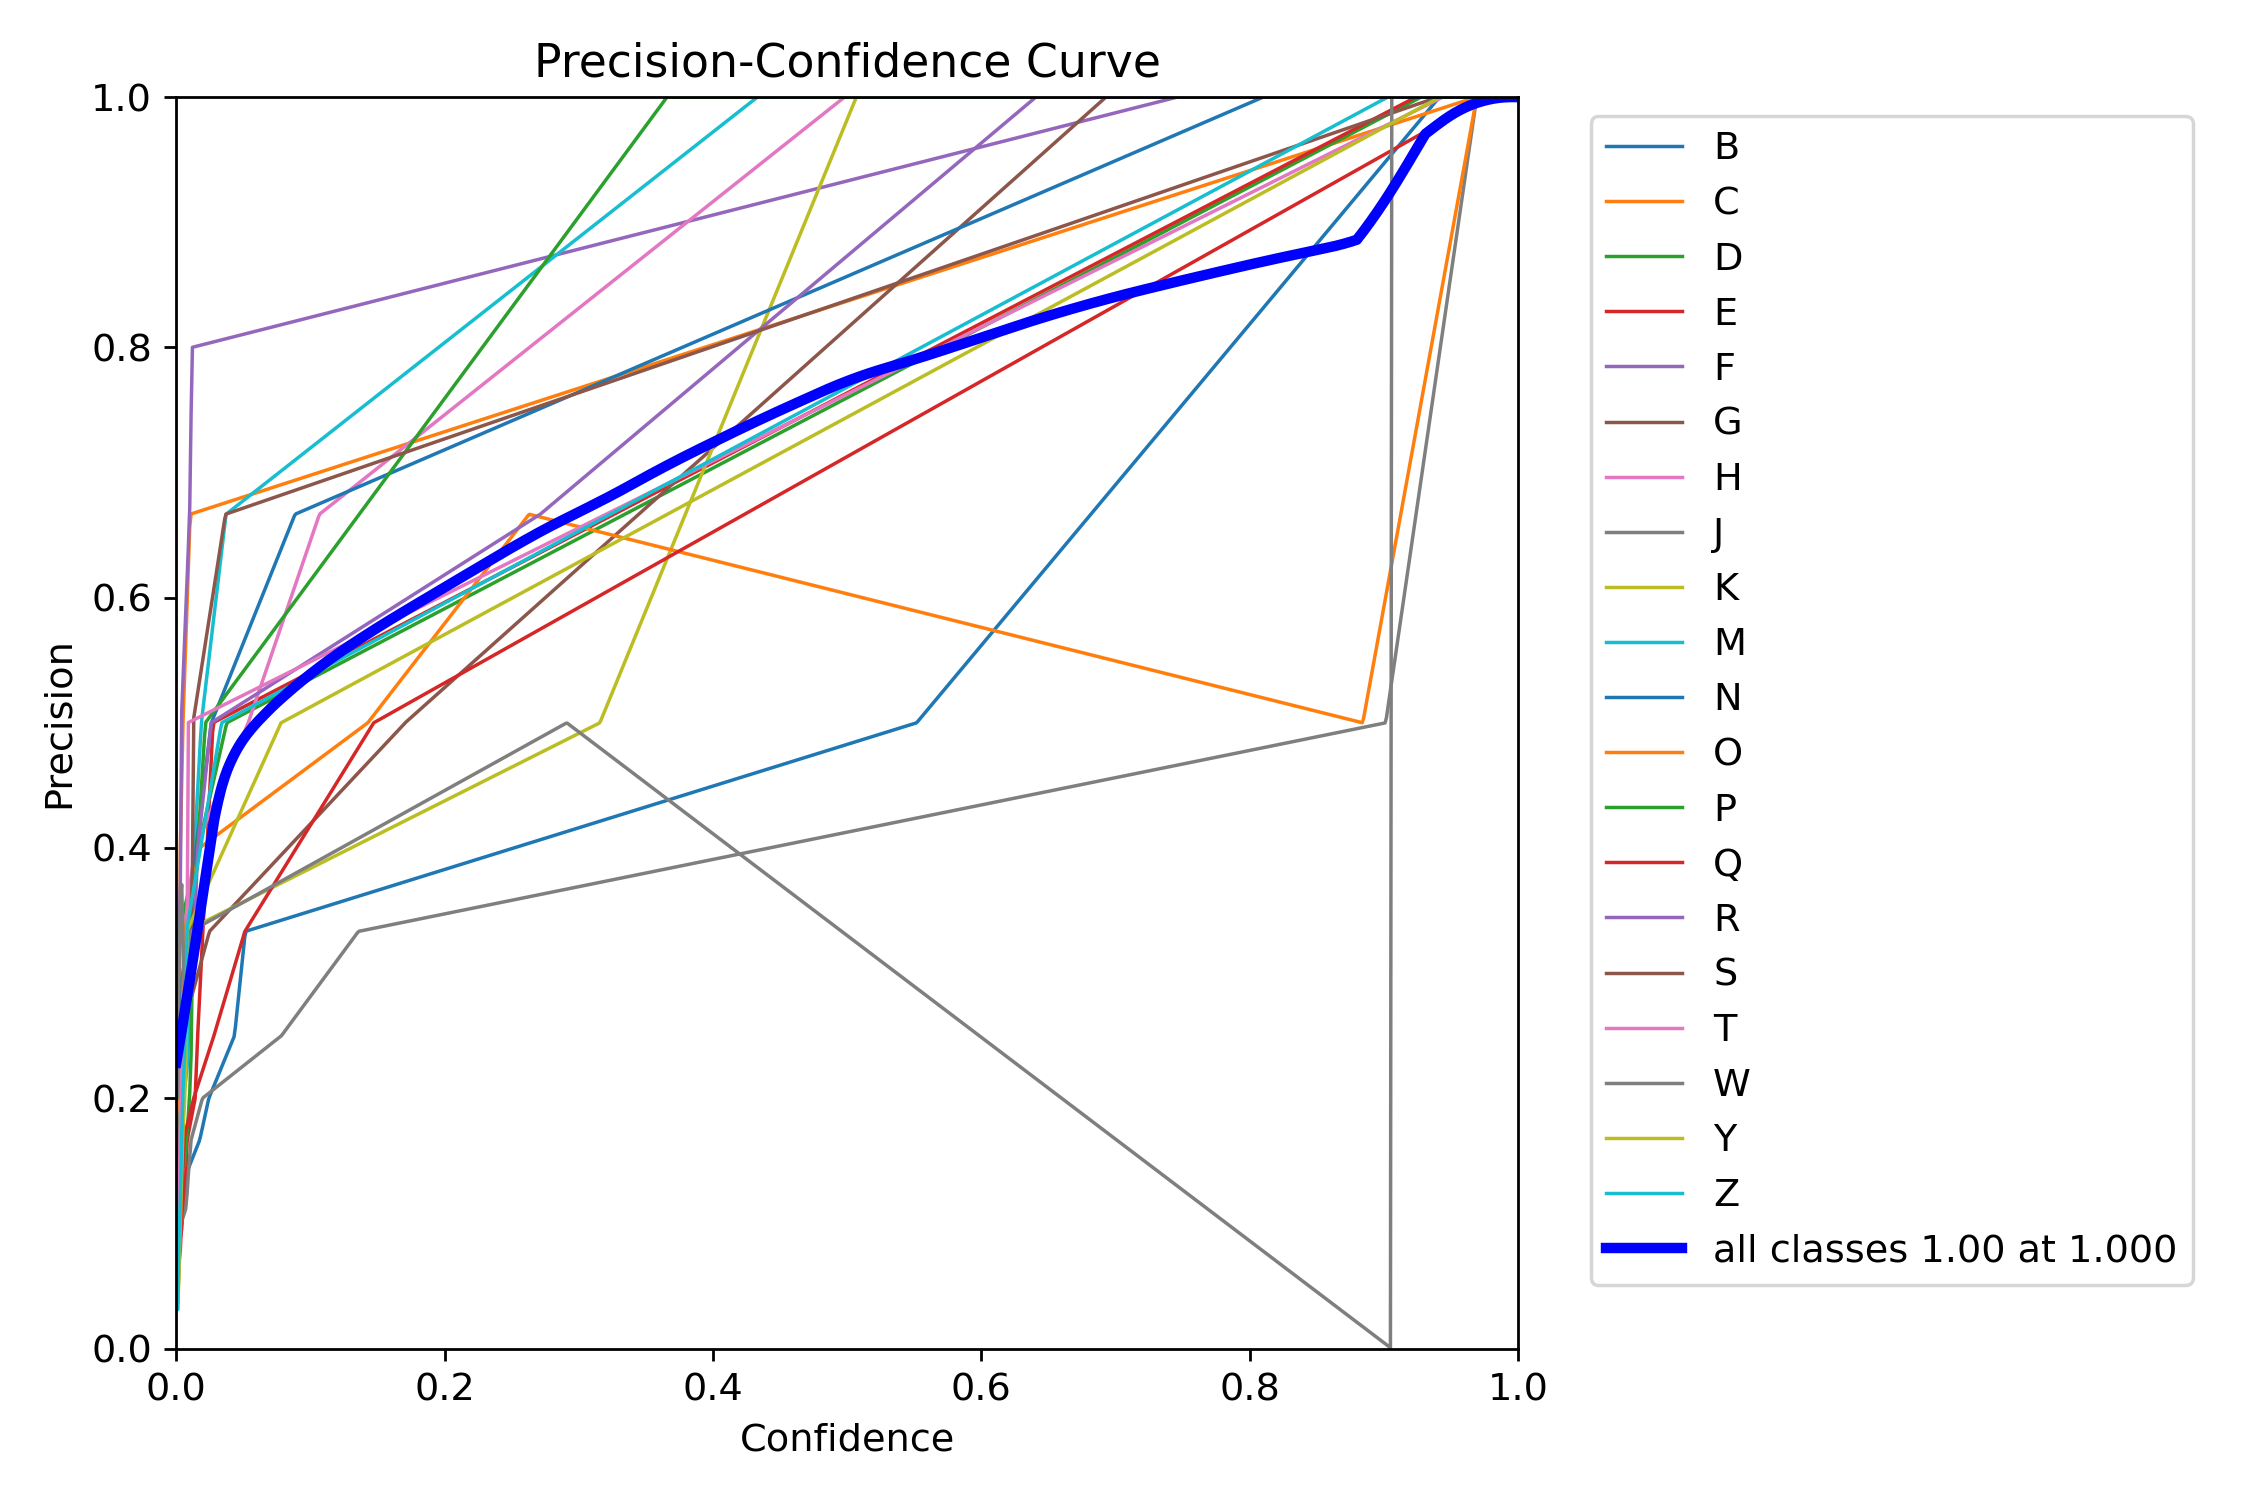 Precision-Confidence Curve
1.0
0.8
0.6
0.4
0.2
0.0
Precision
0.0 0.2 0.4 0.6 0.8 1.0
Confidence
B
C
D
E
F
G
H
J
K
M
N
O
P
Q
R
S
T
W
Y
Z
all classes 1.00 at 1.000